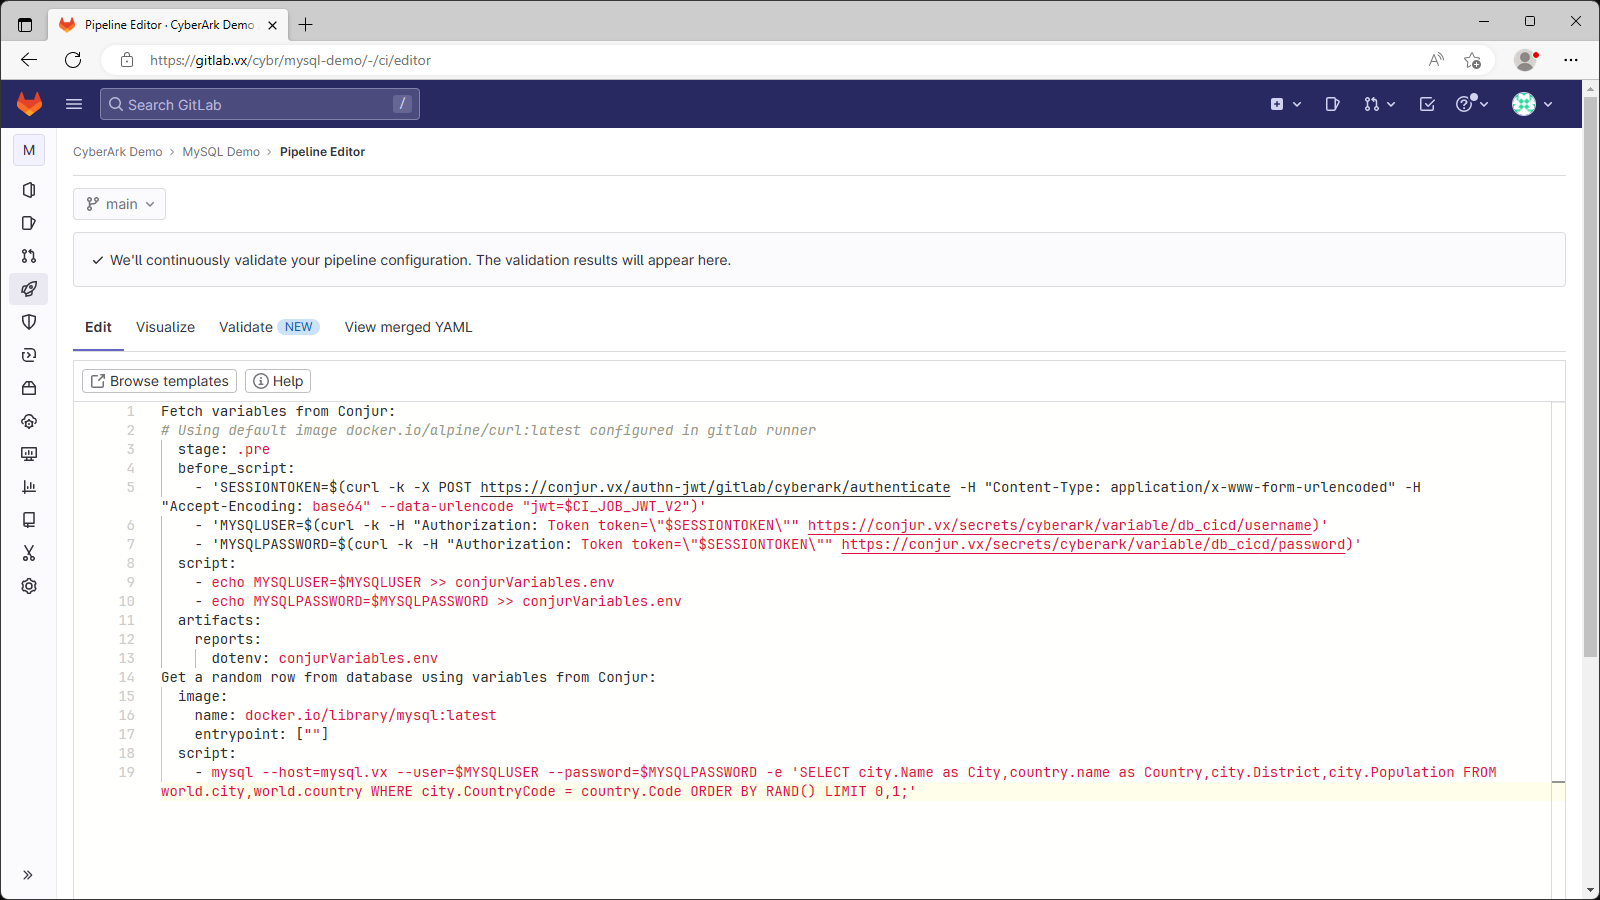 Pipeline Editor · CyberArk Demo
https://gitlab.vx/cybr/mysql-demo/-/ci/editor
Search GitLab
/
M
CyberArk Demo › MySQL Demo › Pipeline Editor
main
We'll continuously validate your pipeline configuration. The validation results will appear here.
Edit Visualize Validate NEW View merged YAML
Browse templates Help
1 Fetch variables from Conjur:
2 # Using default image docker.io/alpine/curl:latest configured in gitlab runner
3 stage: .pre
4 before_script:
5 - 'SESSIONTOKEN=$(curl -k -X POST https://conjur.vx/authn-jwt/gitlab/cyberark/authenticate -H "Content-Type: application/x-www-form-urlencoded" -H
"Accept-Encoding: base64" --data-urlencode "jwt=$CI_JOB_JWT_V2")'
6 - 'MYSQLUSER=$(curl -k -H "Authorization: Token token=\"$SESSIONTOKEN\"" https://conjur.vx/secrets/cyberark/variable/db_cicd/username)'
7 - 'MYSQLPASSWORD=$(curl -k -H "Authorization: Token token=\"$SESSIONTOKEN\"" https://conjur.vx/secrets/cyberark/variable/db_cicd/password)'
8 script:
9 - echo MYSQLUSER=$MYSQLUSER >> conjurVariables.env
10 - echo MYSQLPASSWORD=$MYSQLPASSWORD >> conjurVariables.env
11 artifacts:
12 reports:
13 dotenv: conjurVariables.env
14 Get a random row from database using variables from Conjur:
15 image:
16 name: docker.io/library/mysql:latest
17 entrypoint: [""]
18 script:
19 - mysql --host=mysql.vx --user=$MYSQLUSER --password=$MYSQLPASSWORD -e 'SELECT city.Name as City,country.name as Country,city.District,city.Population FROM
world.city,world.country WHERE city.CountryCode = country.Code ORDER BY RAND() LIMIT 0,1;'